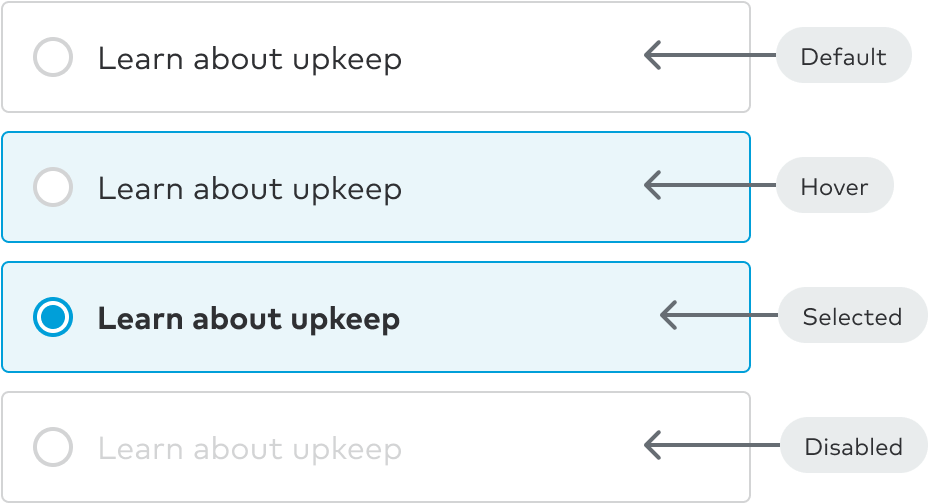 Learn about upkeep
Default
Learn about upkeep
Hover
Learn about upkeep
Selected
Learn about upkeep
Disabled